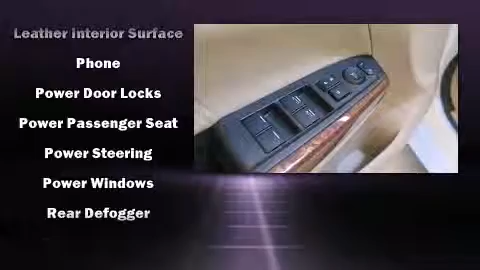 Leather Interior Surface
Phone
Power Door Locks
Power Passenger Seat
Power Steering
Power Windows
Rear Defogger